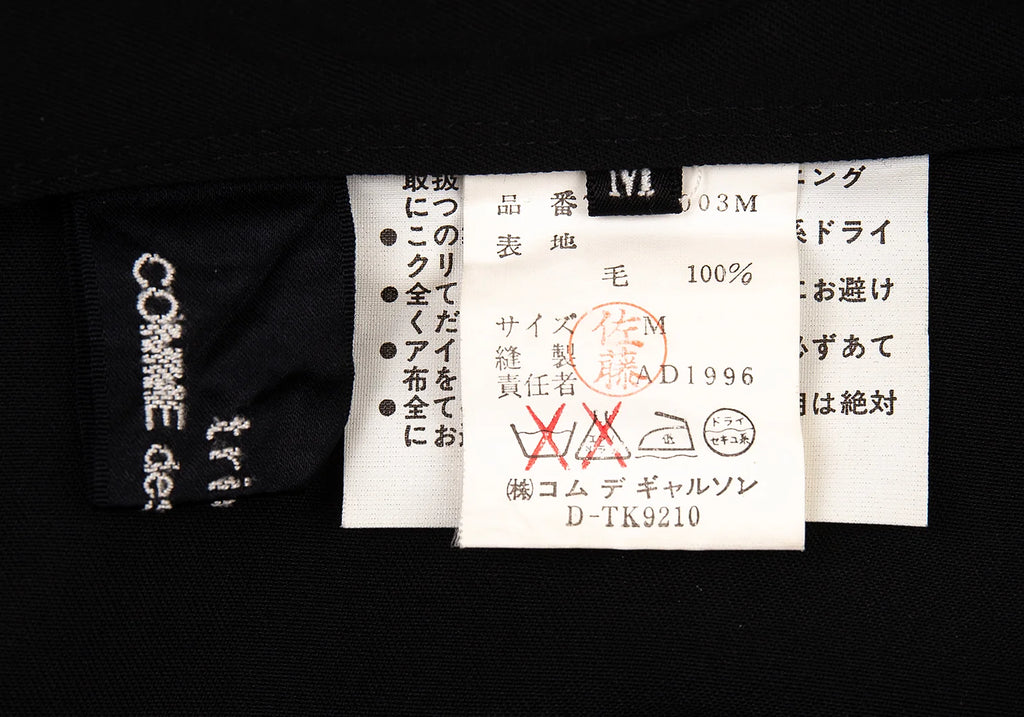 COMME des
tri
M
品 番 003M
表 地
毛 100%
サイズ M
縫 製
責任者 AD1996
佐藤
ドライ
セキユ系
(株)コム デ ギャルソン
D-TK9210
取扱
につ
●この
クリ
●全て
くだ
●アイ
布を
●全て
にお
ニング
系ドライ
にお避け
必ずあて
用は絶対